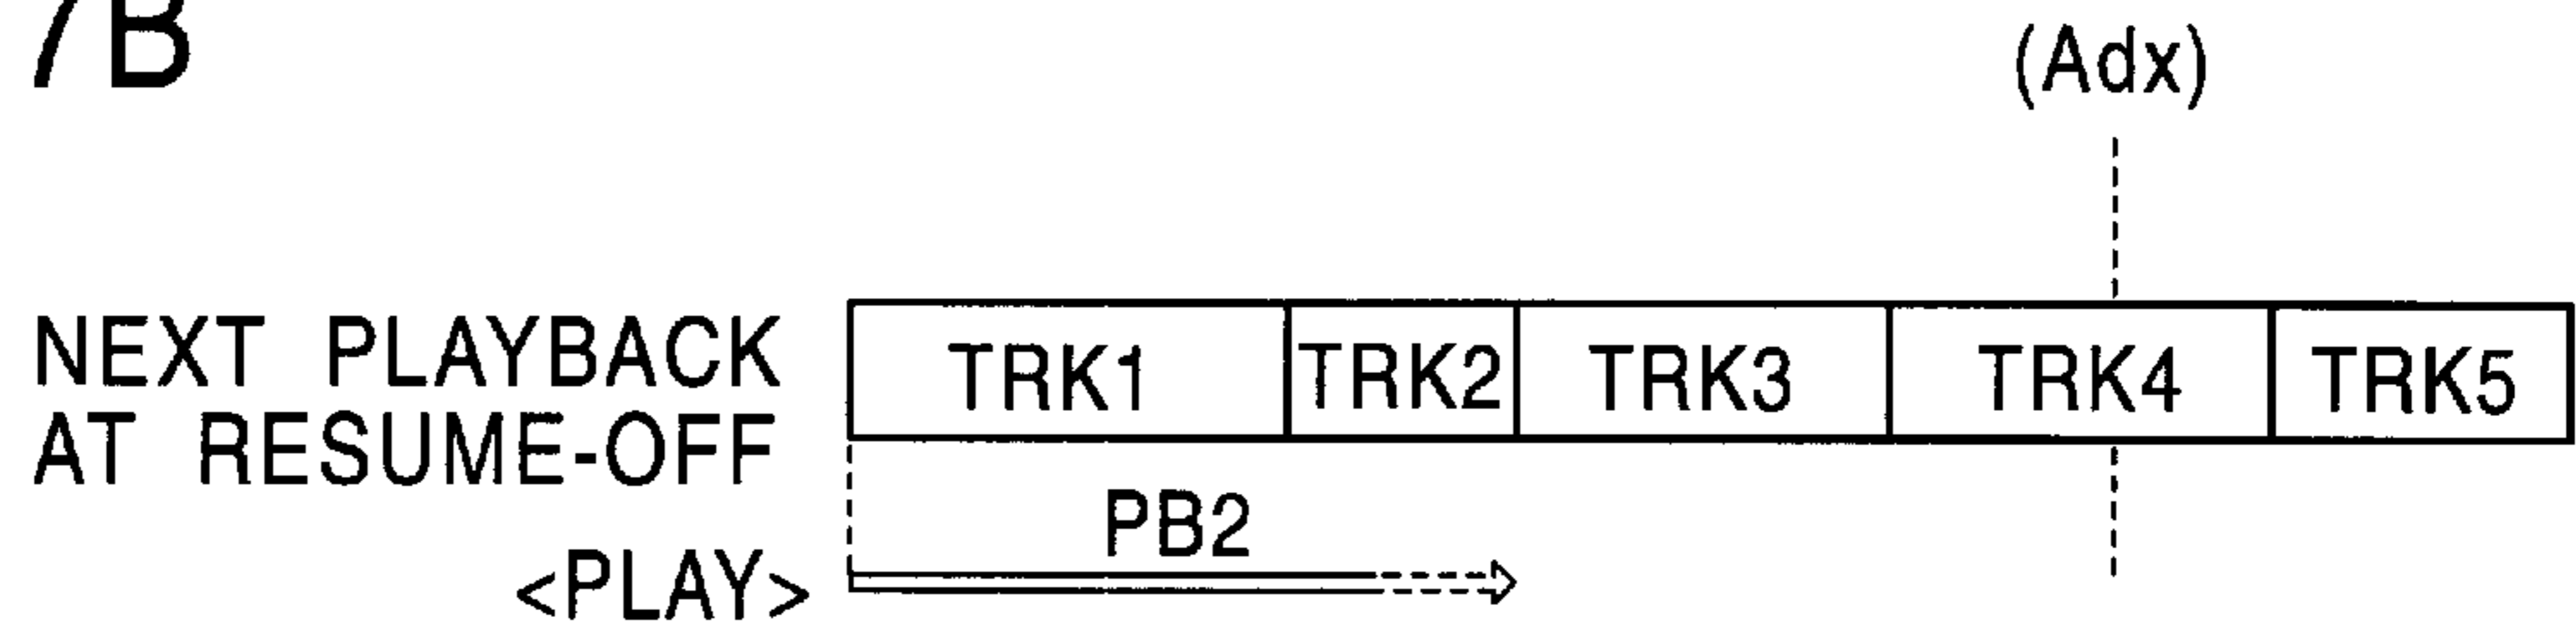 7B
(Adx)
NEXT PLAYBACK
AT RESUME-OFF
TRK1 TRK2 TRK3 TRK4 TRK5
PB2
<PLAY>